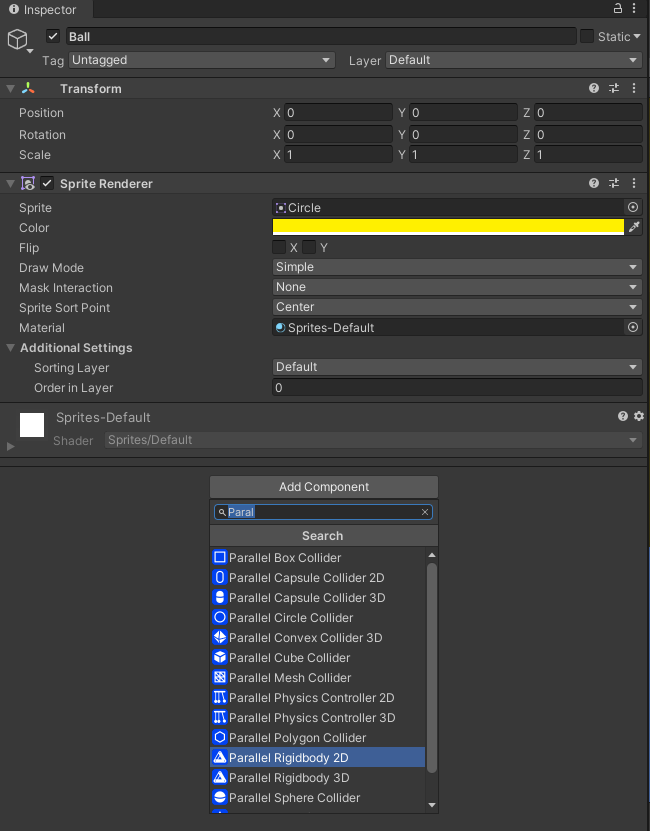 Inspector
Ball
Static
Tag Untagged Layer Default
Transform
Position X 0 Y 0 Z 0
Rotation X 0 Y 0 Z 0
Scale X 1 Y 1 Z 1
Sprite Renderer
Sprite Circle
Color
Flip X Y
Draw Mode Simple
Mask Interaction None
Sprite Sort Point Center
Material Sprites-Default
Additional Settings
Sorting Layer Default
Order in Layer 0
Sprites-Default
Shader Sprites/Default
Add Component
Paral
Search
Parallel Box Collider
Parallel Capsule Collider 2D
Parallel Capsule Collider 3D
Parallel Circle Collider
Parallel Convex Collider 3D
Parallel Cube Collider
Parallel Mesh Collider
Parallel Physics Controller 2D
Parallel Physics Controller 3D
Parallel Polygon Collider
Parallel Rigidbody 2D
Parallel Rigidbody 3D
Parallel Sphere Collider